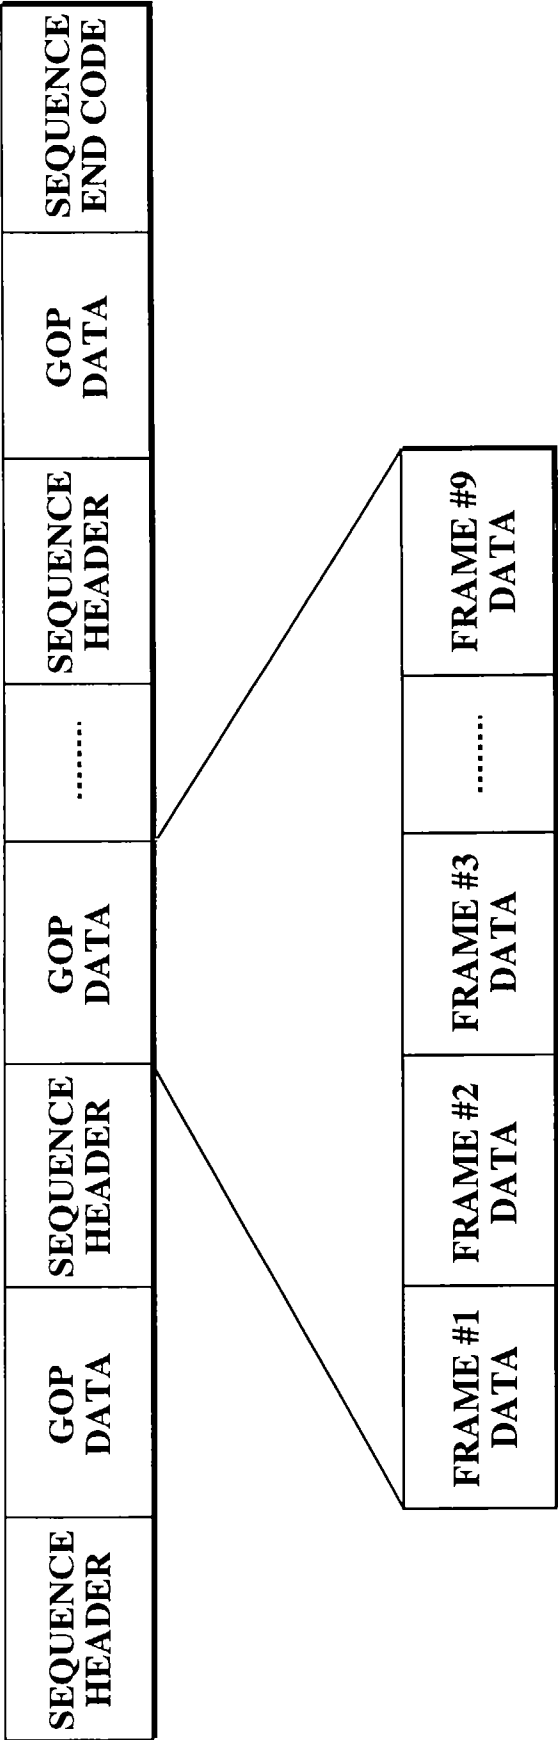 SEQUENCE
HEADER
GOP
DATA
SEQUENCE
HEADER
GOP
DATA
........
SEQUENCE
HEADER
GOP
DATA
SEQUENCE
END CODE
FRAME #1
DATA
FRAME #2
DATA
FRAME #3
DATA
........
FRAME #9
DATA